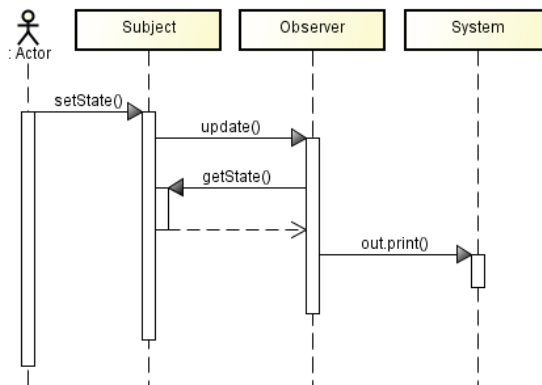 Subject
Observer
System
: Actor
setState()
update()
getState()
out.print()